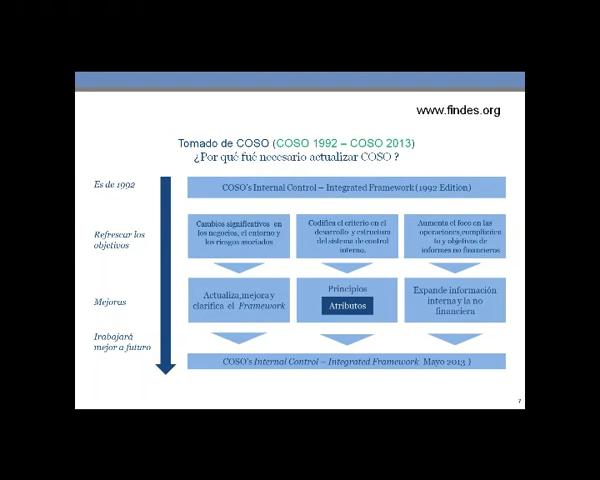 www.findes.org
Tomado de COSO (COSO 1992 – COSO 2013)
¿Por qué fué necesario actualizar COSO ?
Es de 1992
COSO's Internal Control – Integrated Framework (1992 Edition)
Refrescar los
objetivos
Cambios significativos en
los negocios, el entorno y
los riesgos asociados
Codifica el criterio en el
desarrollo y estructura
del sistema de control
interno.
Aumenta el foco en las
operaciones,cumplimien
to y objetivos de
informes no financieros
Mejoras
Actualiza,mejora y
clarifica el Framework
Principios
Atributos
Expande información
interna y la no
financiera
Trabajará
mejor a futuro
COSO's Internal Control – Integrated Framework Mayo 2013 )
7